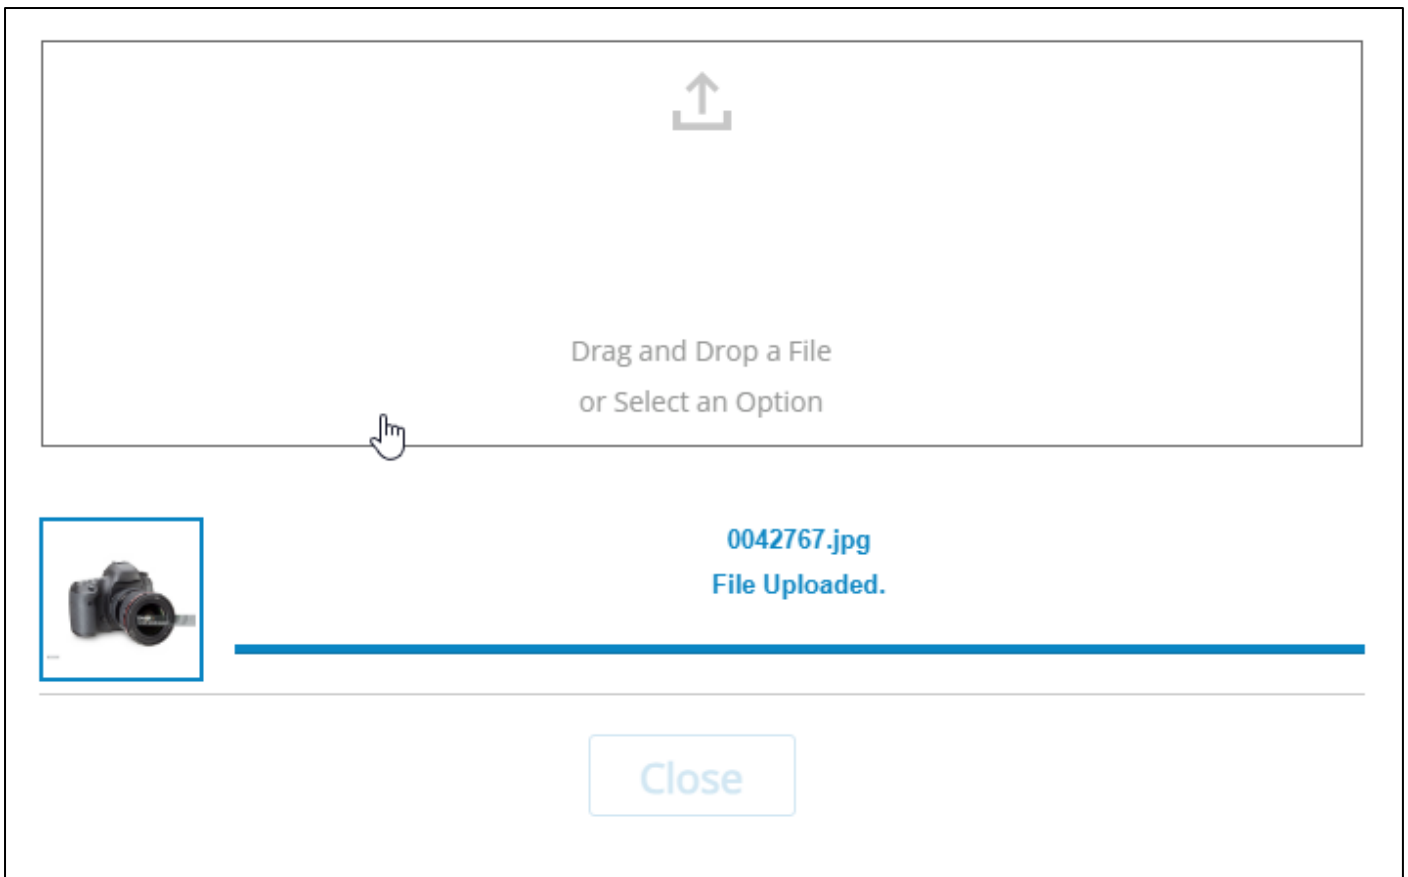 Drag and Drop a File
or Select an Option
0042767.jpg
File Uploaded.
Close